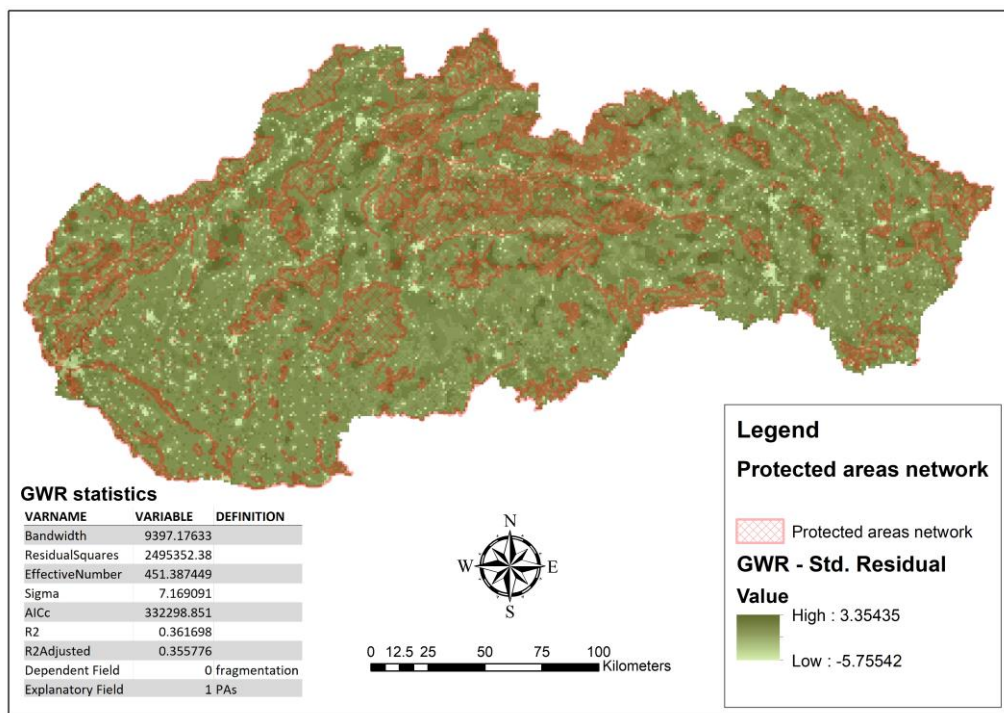 GWR statistics
VARNAME VARIABLE DEFINITION
Bandwidth 9397.17633
ResidualSquares 2495352.38
EffectiveNumber 451.387449
Sigma 7.169091
AICc 332298.851
R2 0.361698
R2Adjusted 0.355776
Dependent Field 0 fragmentation
Explanatory Field 1 PAs
N
W E
S
0 12.5 25 50 75 100
Kilometers
Legend
Protected areas network
Protected areas network
GWR - Std. Residual
Value
High : 3.35435
Low : -5.75542